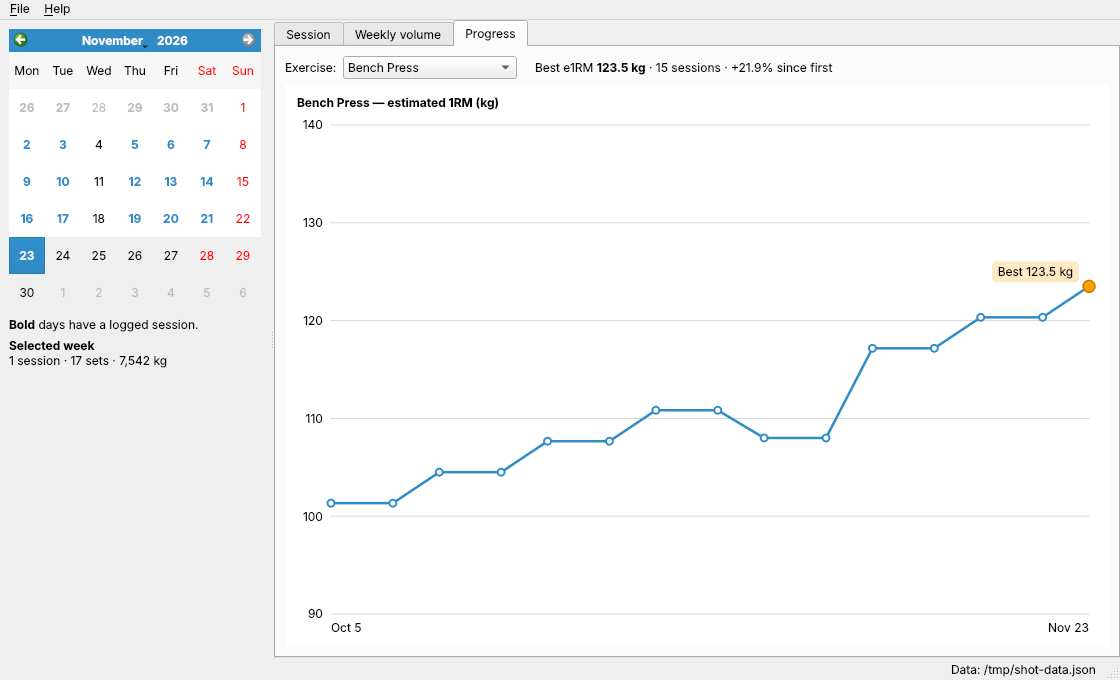 File Help
November 2026
Mon Tue Wed Thu Fri Sat Sun
26 27 28 29 30 31 1
2 3 4 5 6 7 8
9 10 11 12 13 14 15
16 17 18 19 20 21 22
23 24 25 26 27 28 29
30 1 2 3 4 5 6
Bold days have a logged session.
Selected week
1 session · 17 sets · 7,542 kg
Session Weekly volume Progress
Exercise: Bench Press Best e1RM 123.5 kg · 15 sessions · +21.9% since first
Bench Press — estimated 1RM (kg)
140
130
Best 123.5 kg
120
110
100
90
Oct 5 Nov 23
Data: /tmp/shot-data.json